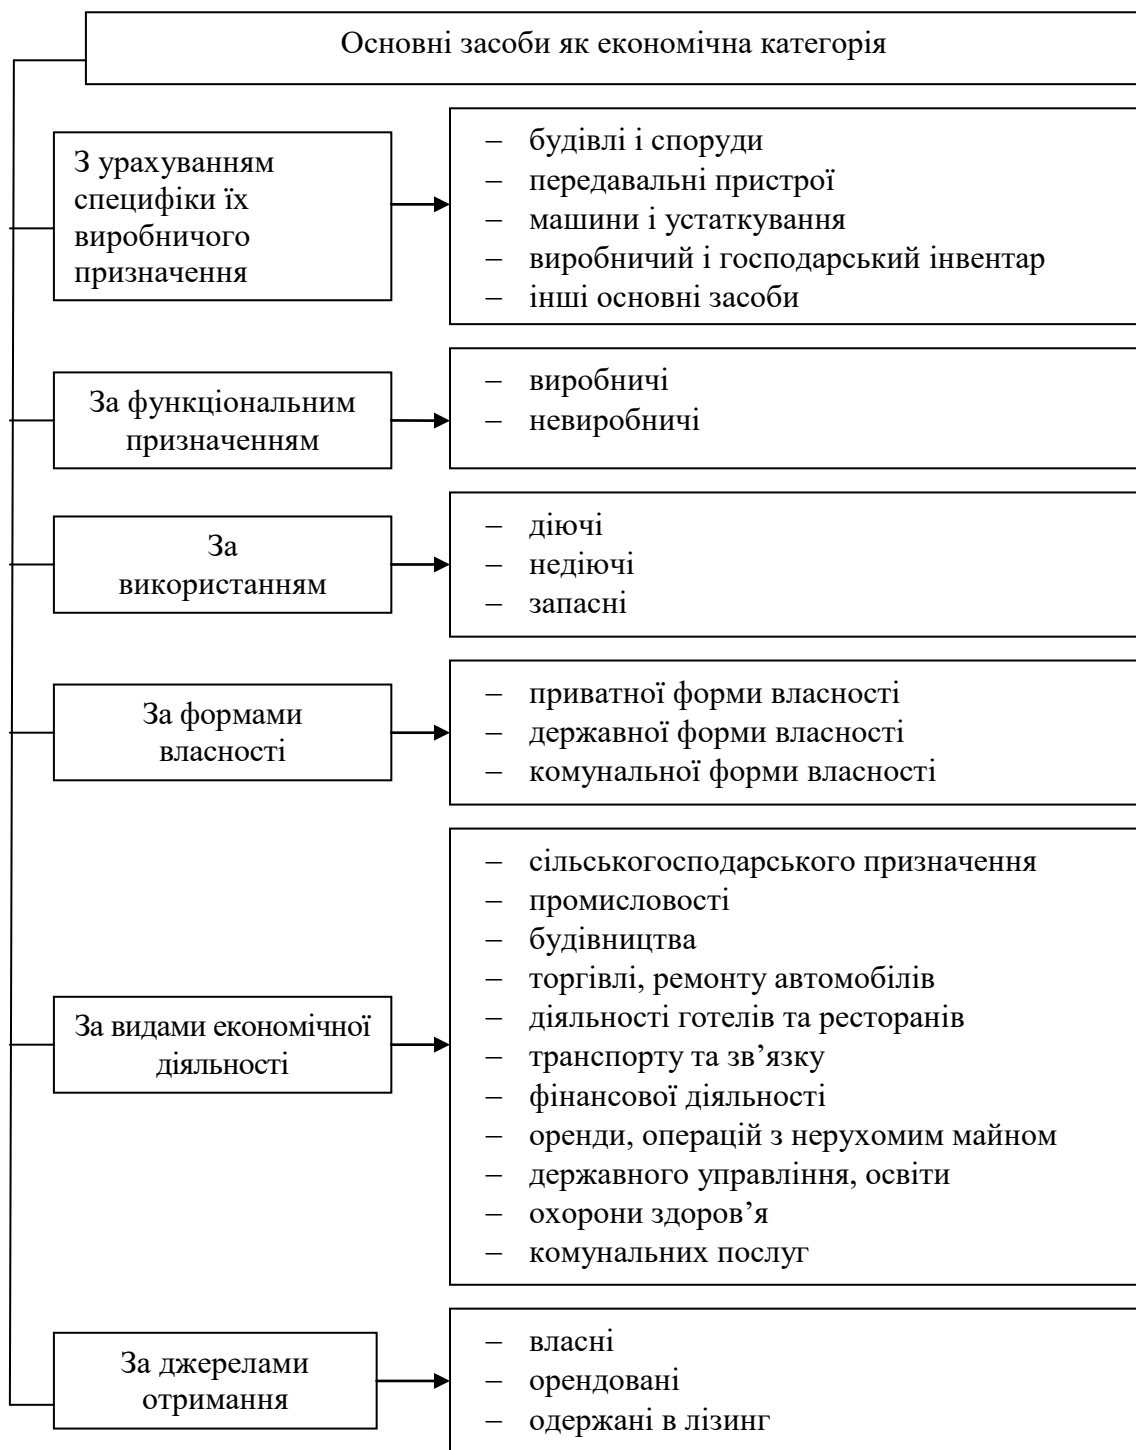 Основні засоби як економічна категорія
З урахуванням
специфіки їх
виробничого
призначення
– будівлі і споруди
– передавальні пристрої
– машини і устаткування
– виробничий і господарський інвентар
– інші основні засоби
За функціональним
призначенням
– виробничі
– невиробничі
За
використанням
– діючі
– недіючі
– запасні
За формами
власності
– приватної форми власності
– державної форми власності
– комунальної форми власності
За видами економічної
діяльності
– сільськогосподарського призначення
– промисловості
– будівництва
– торгівлі, ремонту автомобілів
– діяльності готелів та ресторанів
– транспорту та зв’язку
– фінансової діяльності
– оренди, операцій з нерухомим майном
– державного управління, освіти
– охорони здоров’я
– комунальних послуг
За джерелами
отримання
– власні
– орендовані
– одержані в лізинг